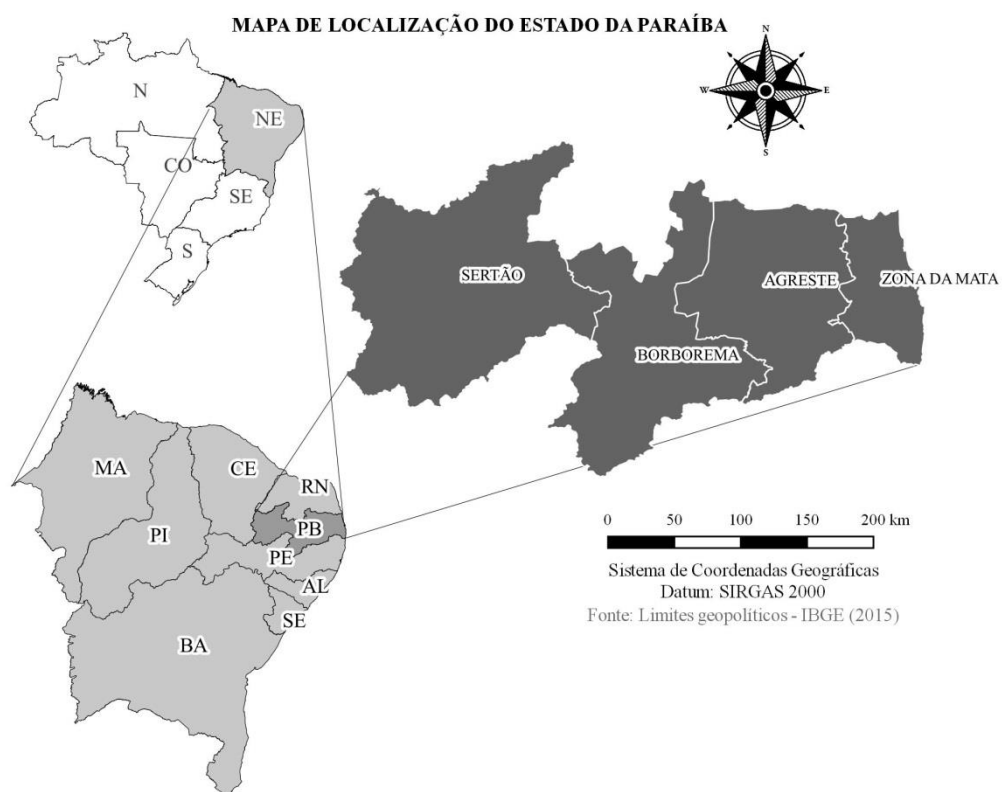 MAPA DE LOCALIZAÇÃO DO ESTADO DA PARAÍBA
N
NE
CO
SE
S
N
W
E
S
SERTÃO
AGRESTE
ZONA DA MATA
BORBOREMA
MA
CE
RN
PI
PB
PE
AL
SE
BA
0 50 100 150 200 km
Sistema de Coordenadas Geográficas
Datum: SIRGAS 2000
Fonte: Limites geopolíticos - IBGE (2015)